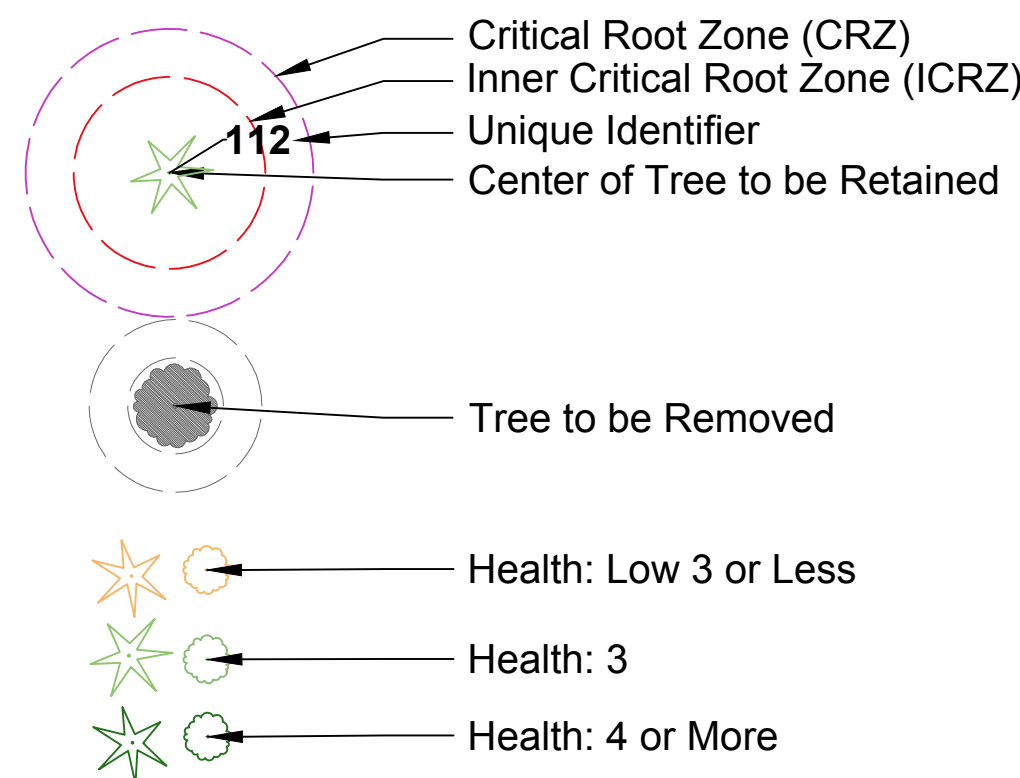 Critical Root Zone (CRZ)
Inner Critical Root Zone (ICRZ)
112
Unique Identifier
Center of Tree to be Retained
Tree to be Removed
Health: Low 3 or Less
Health: 3
Health: 4 or More